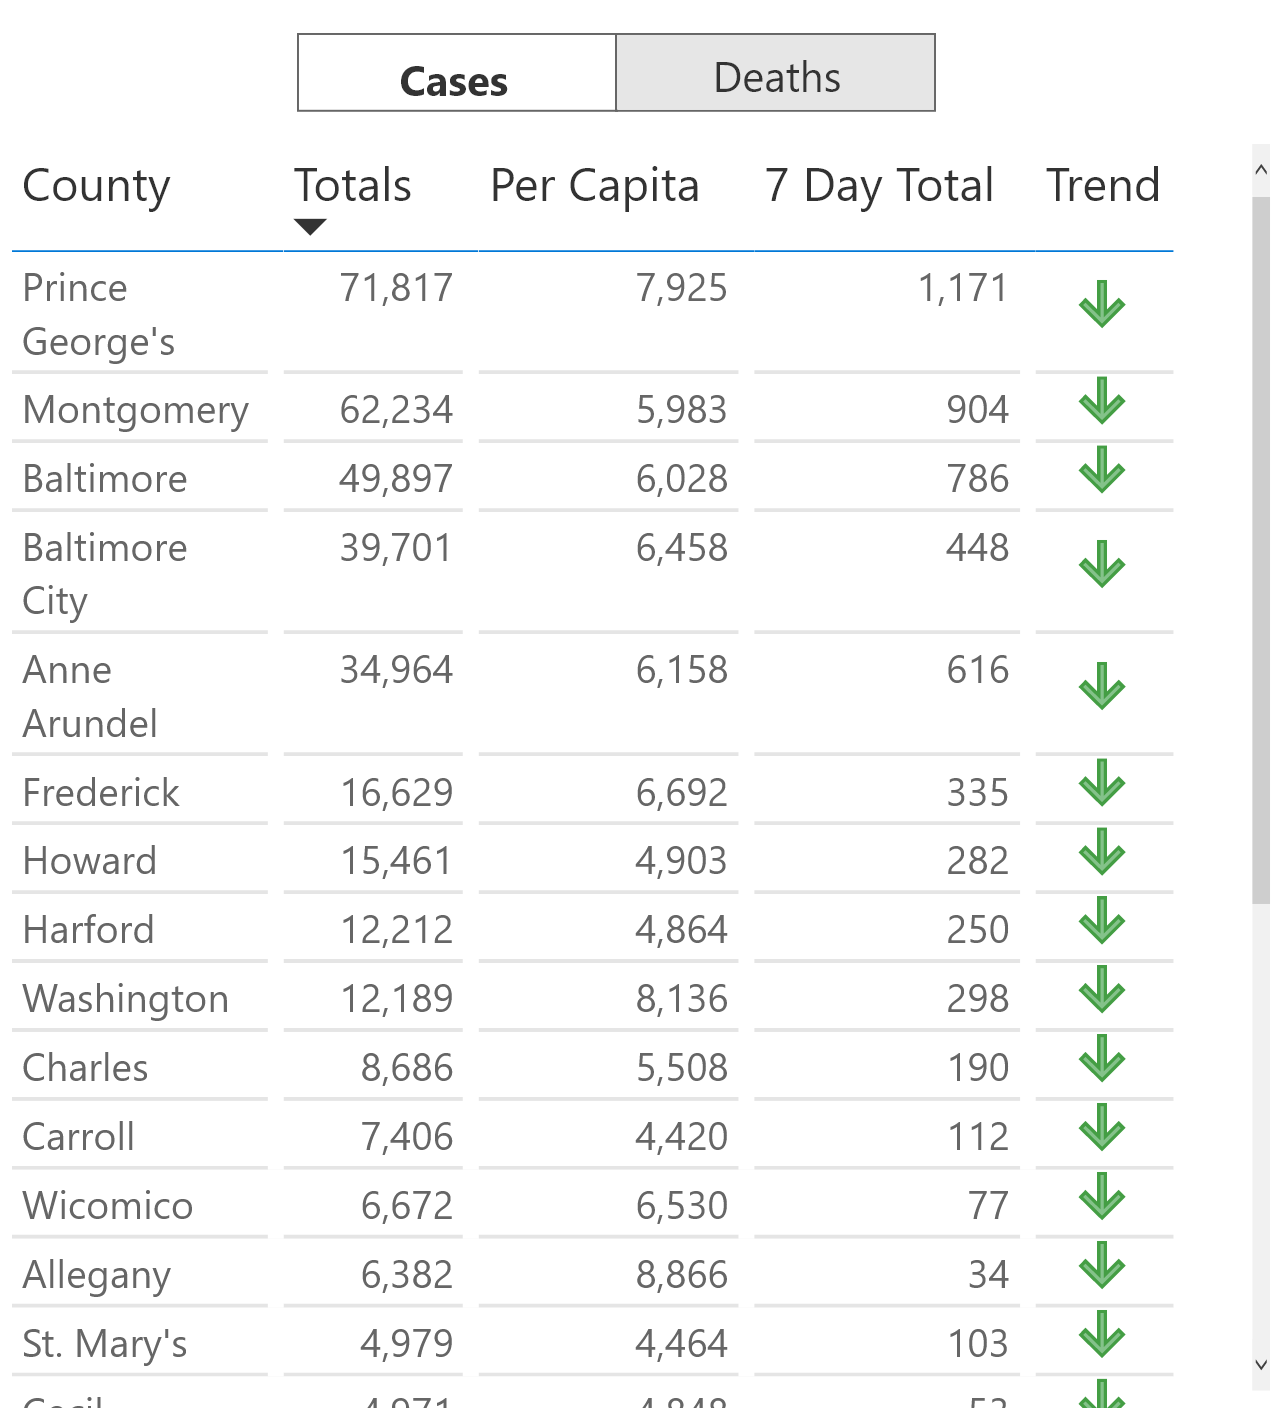 Cases Deaths
County Totals Per Capita 7 Day Total Trend
Prince 71,817 7,925 1,171
George's
Montgomery 62,234 5,983 904
Baltimore 49,897 6,028 786
Baltimore 39,701 6,458 448
City
Anne 34,964 6,158 616
Arundel
Frederick 16,629 6,692 335
Howard 15,461 4,903 282
Harford 12,212 4,864 250
Washington 12,189 8,136 298
Charles 8,686 5,508 190
Carroll 7,406 4,420 112
Wicomico 6,672 6,530 77
Allegany 6,382 8,866 34
St. Mary's 4,979 4,464 103
Cecil 4,971 4,848